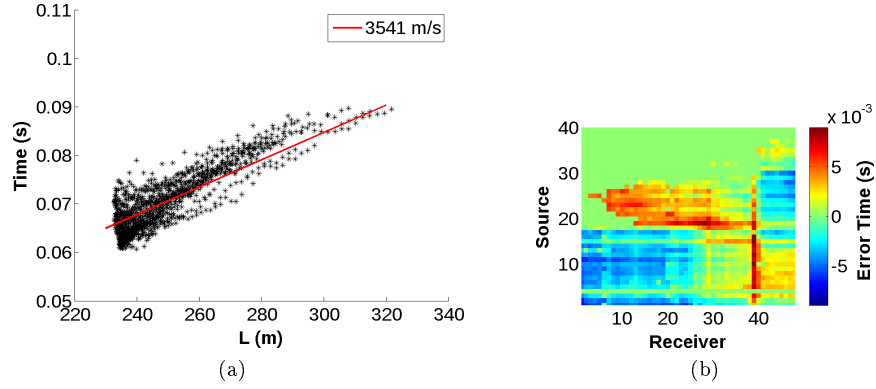 0.11
0.1
0.09
0.08
0.07
0.06
0.05
220 240 260 280 300 320 340
Time (s)
L (m)
3541 m/s
(a)
40
30
20
10
10 20 30 40
Source
Receiver
x 10-3
5
0
-5
Error Time (s)
(b)